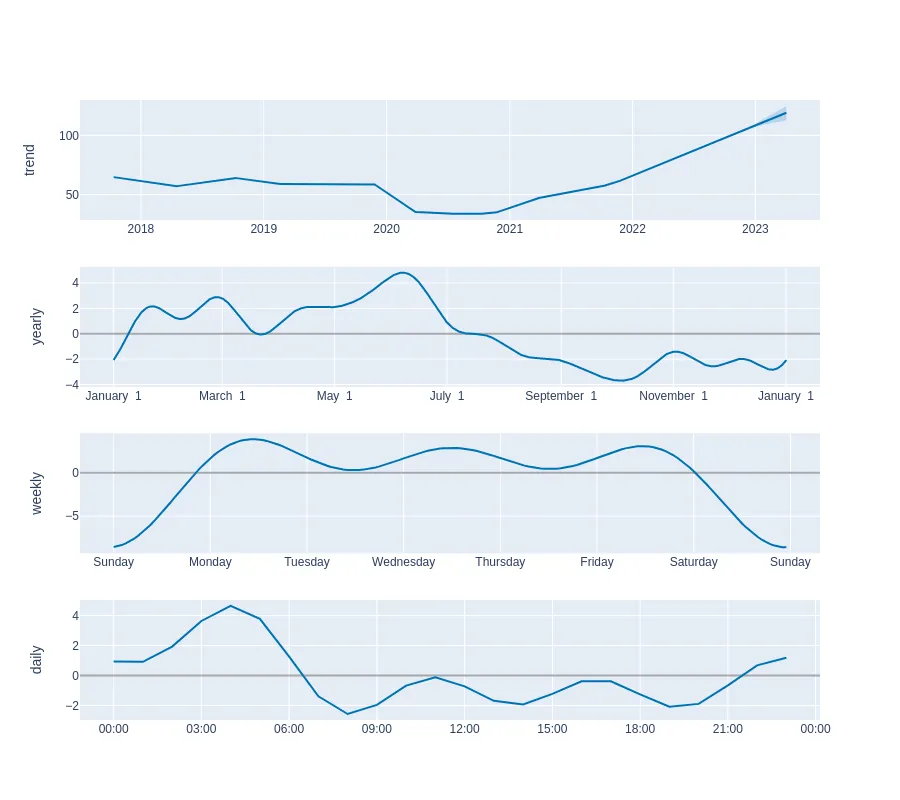 trend
100
50
2018 2019 2020 2021 2022 2023
yearly
4
2
0
−2
−4
January 1 March 1 May 1 July 1 September 1 November 1 January 1
weekly
0
−5
Sunday Monday Tuesday Wednesday Thursday Friday Saturday Sunday
daily
4
2
0
−2
00:00 03:00 06:00 09:00 12:00 15:00 18:00 21:00 00:00